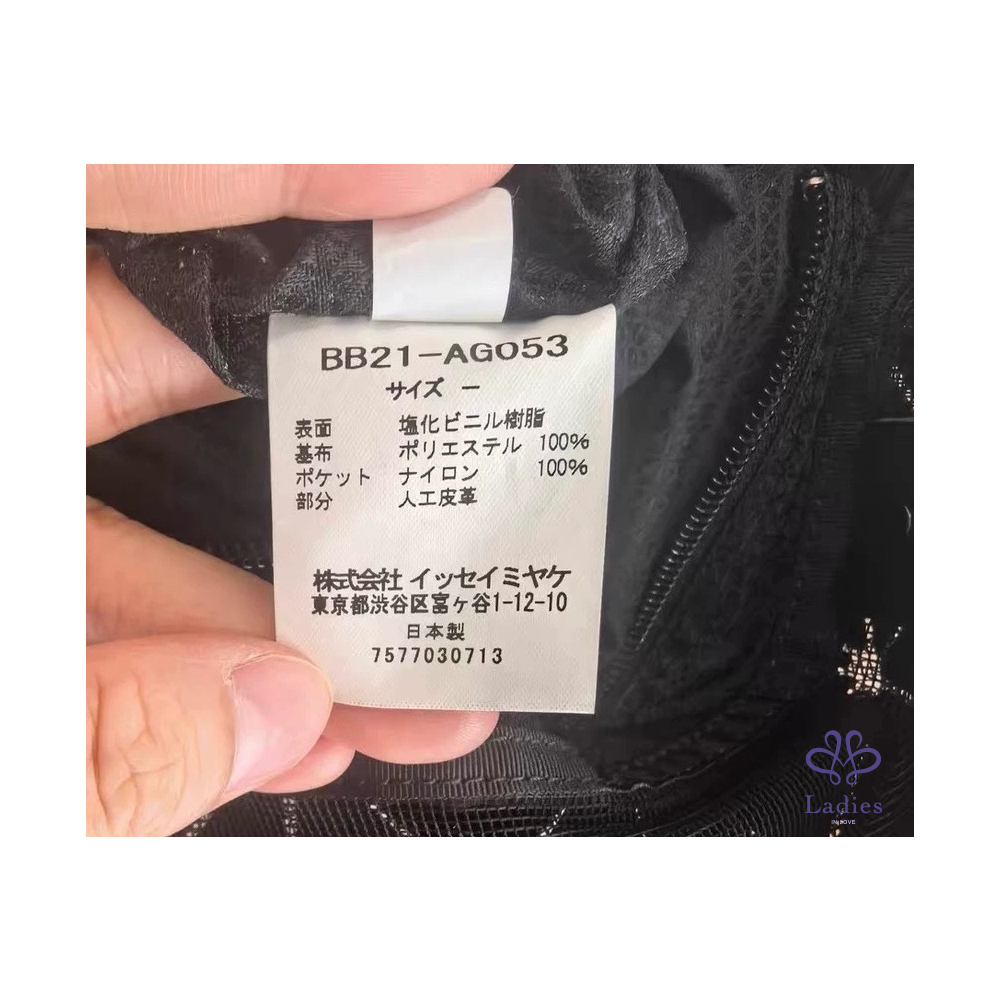 BB21-AG053
サイズ ー
表面 塩化ビニル樹脂
基布 ポリエステル 100%
ポケット ナイロン 100%
部分 人工皮革
株式会社 イッセイミヤケ
東京都渋谷区富ヶ谷1-12-10
日本製
7577030713
Ladies
IN LOVE